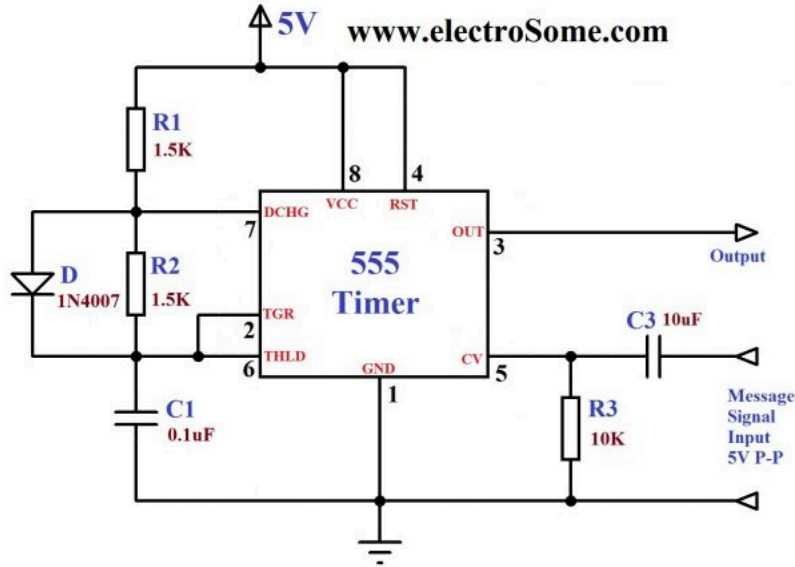 5V
www.electroSome.com
R1
1.5K
8
4
VCC
RST
7
DCHG
OUT
3
Output
D
1N4007
R2
1.5K
555
Timer
2
TGR
C3
10uF
6
THLD
GND
CV
5
1
C1
0.1uF
R3
10K
Message
Signal
Input
5V P-P